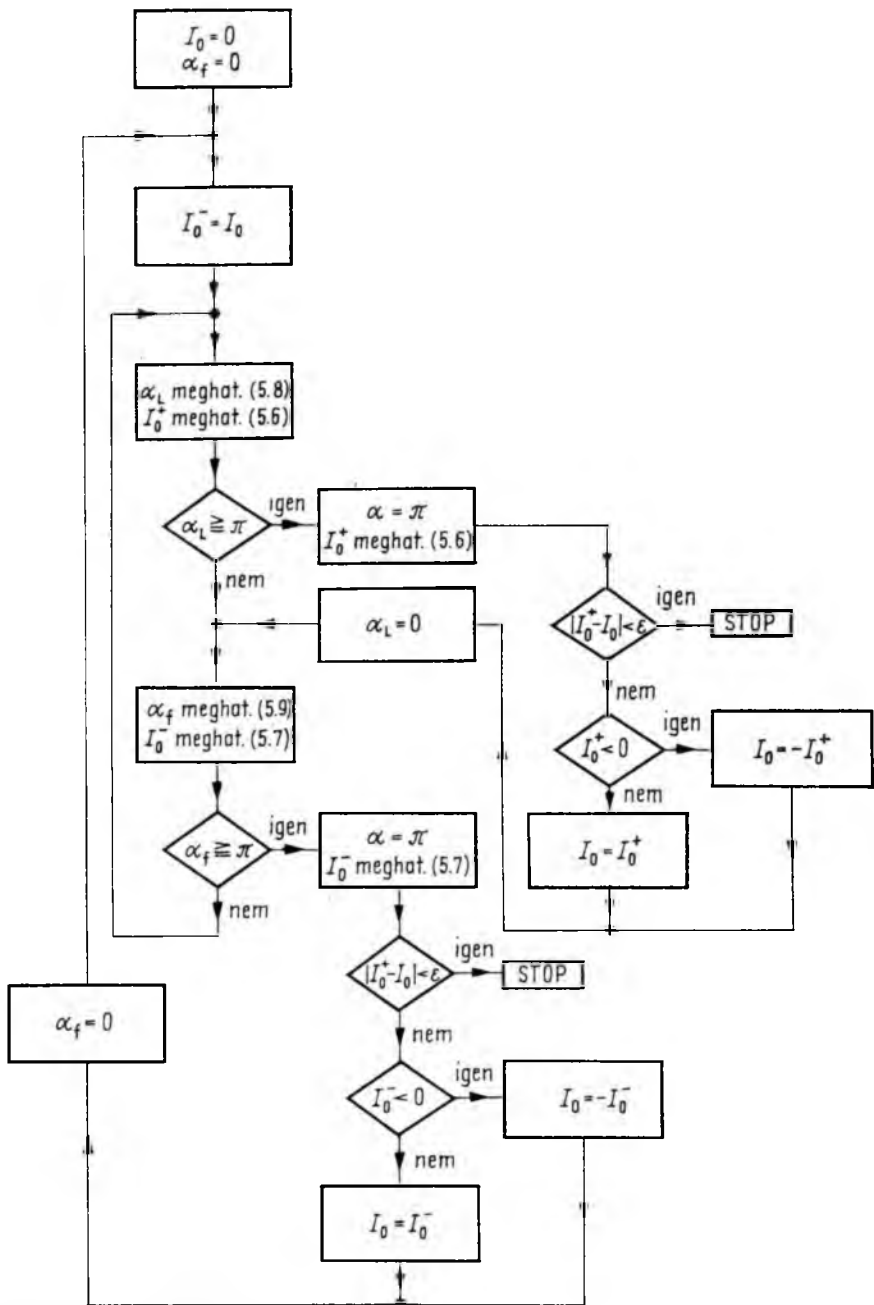 I₀ = 0
α_f = 0
I₀⁻ = I₀
α_L meghat. (5.8)
I₀⁺ meghat. (5.6)
α_L ≧ π
igen
nem
α = π
I₀⁺ meghat. (5.6)
|I₀⁺-I₀| < ε
igen
STOP
nem
α_L = 0
I₀⁺ < 0
igen
I₀ = -I₀⁺
nem
I₀ = I₀⁺
α_f meghat. (5.9)
I₀⁻ meghat. (5.7)
α_f ≧ π
igen
nem
α = π
I₀⁻ meghat. (5.7)
|I₀⁺-I₀| < ε
igen
STOP
nem
α_f = 0
I₀⁻ < 0
igen
I₀ = -I₀⁻
nem
I₀ = I₀⁻